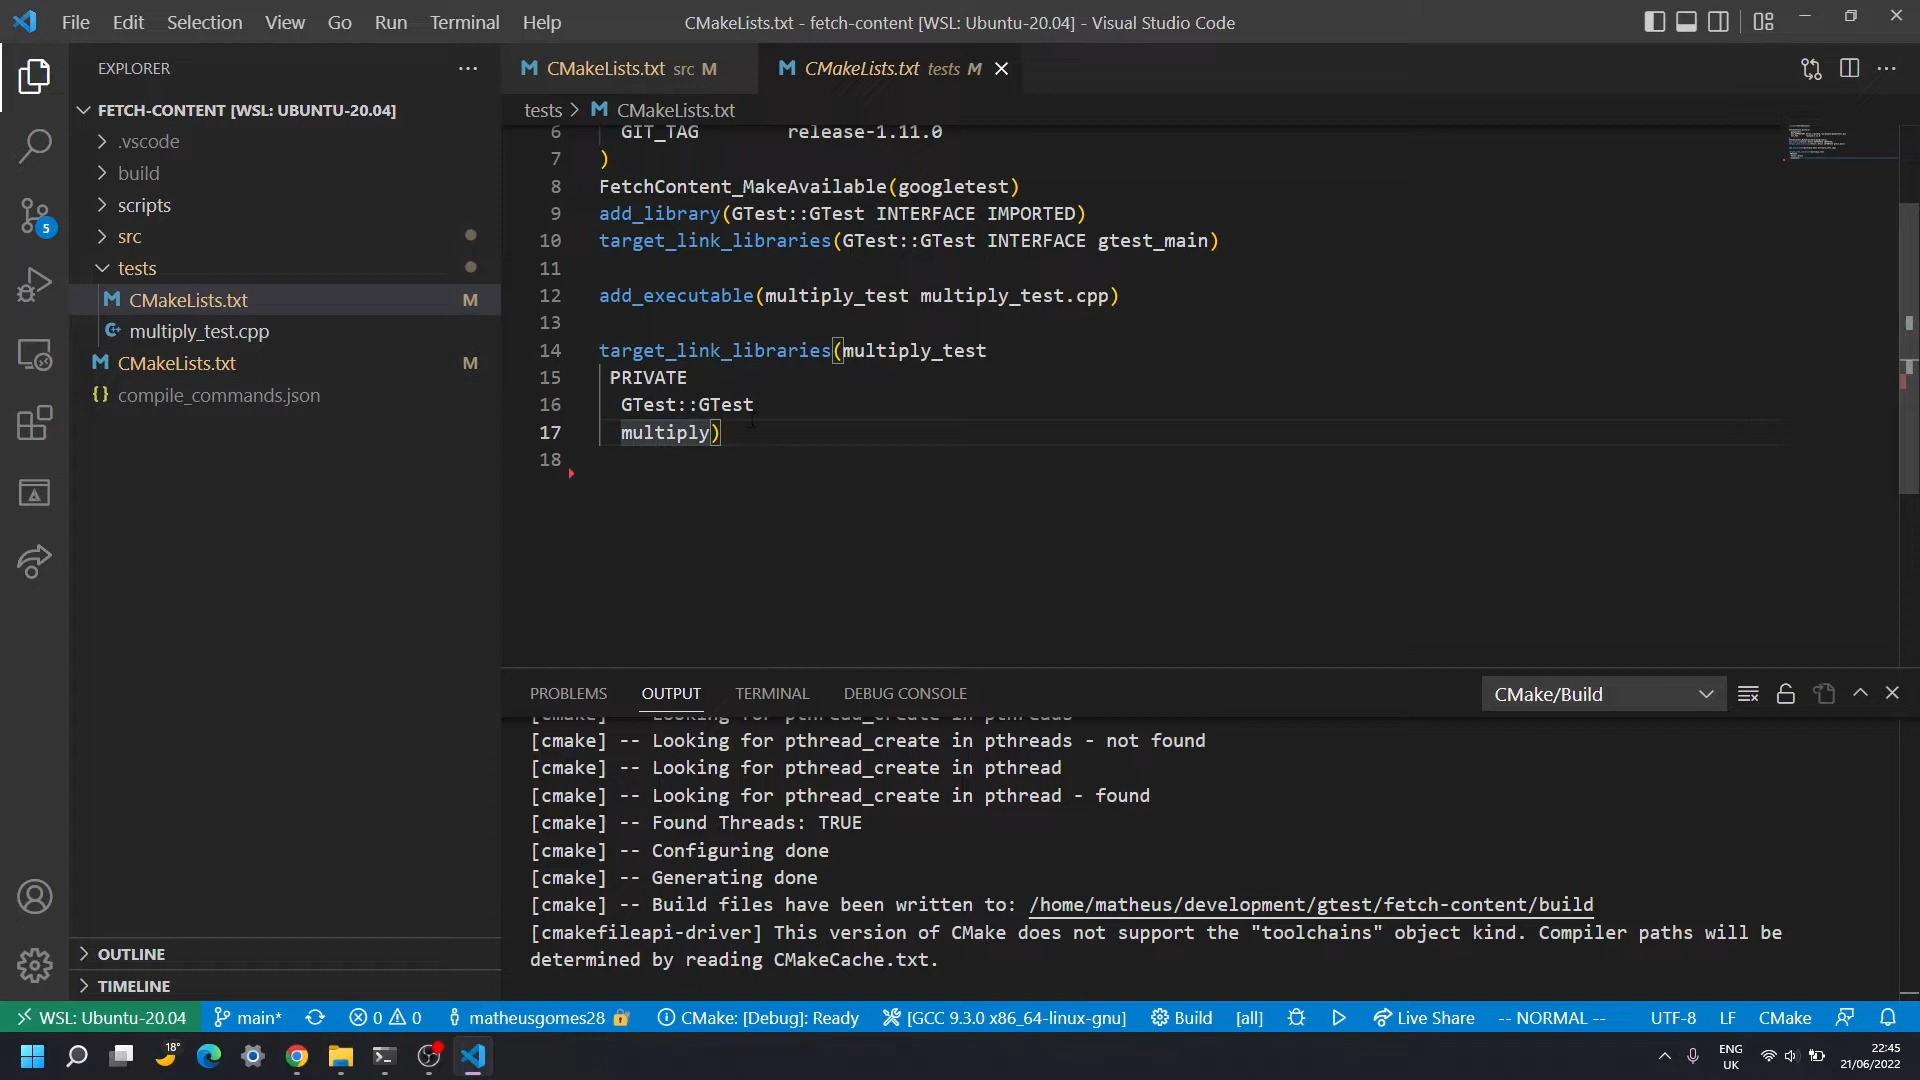 File Edit Selection View Go Run Terminal Help
CMakeLists.txt - fetch-content [WSL: Ubuntu-20.04] - Visual Studio Code
EXPLORER
FETCH-CONTENT [WSL: UBUNTU-20.04]
.vscode
build
scripts
src
tests
CMakeLists.txt M
multiply_test.cpp
CMakeLists.txt M
{} compile_commands.json
OUTLINE
TIMELINE
5
CMakeLists.txt src M
CMakeLists.txt tests M
tests > CMakeLists.txt
6 GIT_TAG release-1.11.0
7 )
8 FetchContent_MakeAvailable(googletest)
9 add_library(GTest::GTest INTERFACE IMPORTED)
10 target_link_libraries(GTest::GTest INTERFACE gtest_main)
11
12 add_executable(multiply_test multiply_test.cpp)
13
14 target_link_libraries(multiply_test
15 PRIVATE
16 GTest::GTest
17 multiply)
18
PROBLEMS OUTPUT TERMINAL DEBUG CONSOLE
CMake/Build
[cmake] -- Looking for pthread_create in pthreads
[cmake] -- Looking for pthread_create in pthreads - not found
[cmake] -- Looking for pthread_create in pthread
[cmake] -- Looking for pthread_create in pthread - found
[cmake] -- Found Threads: TRUE
[cmake] -- Configuring done
[cmake] -- Generating done
[cmake] -- Build files have been written to: /home/matheus/development/gtest/fetch-content/build
[cmakefileapi-driver] This version of CMake does not support the "toolchains" object kind. Compiler paths will be
determined by reading CMakeCache.txt.
WSL: Ubuntu-20.04 main* 0 0 matheusgomes28 CMake: [Debug]: Ready [GCC 9.3.0 x86_64-linux-gnu] Build [all] Live Share -- NORMAL -- UTF-8 LF CMake
18°
ENG
UK
22:45
21/06/2022